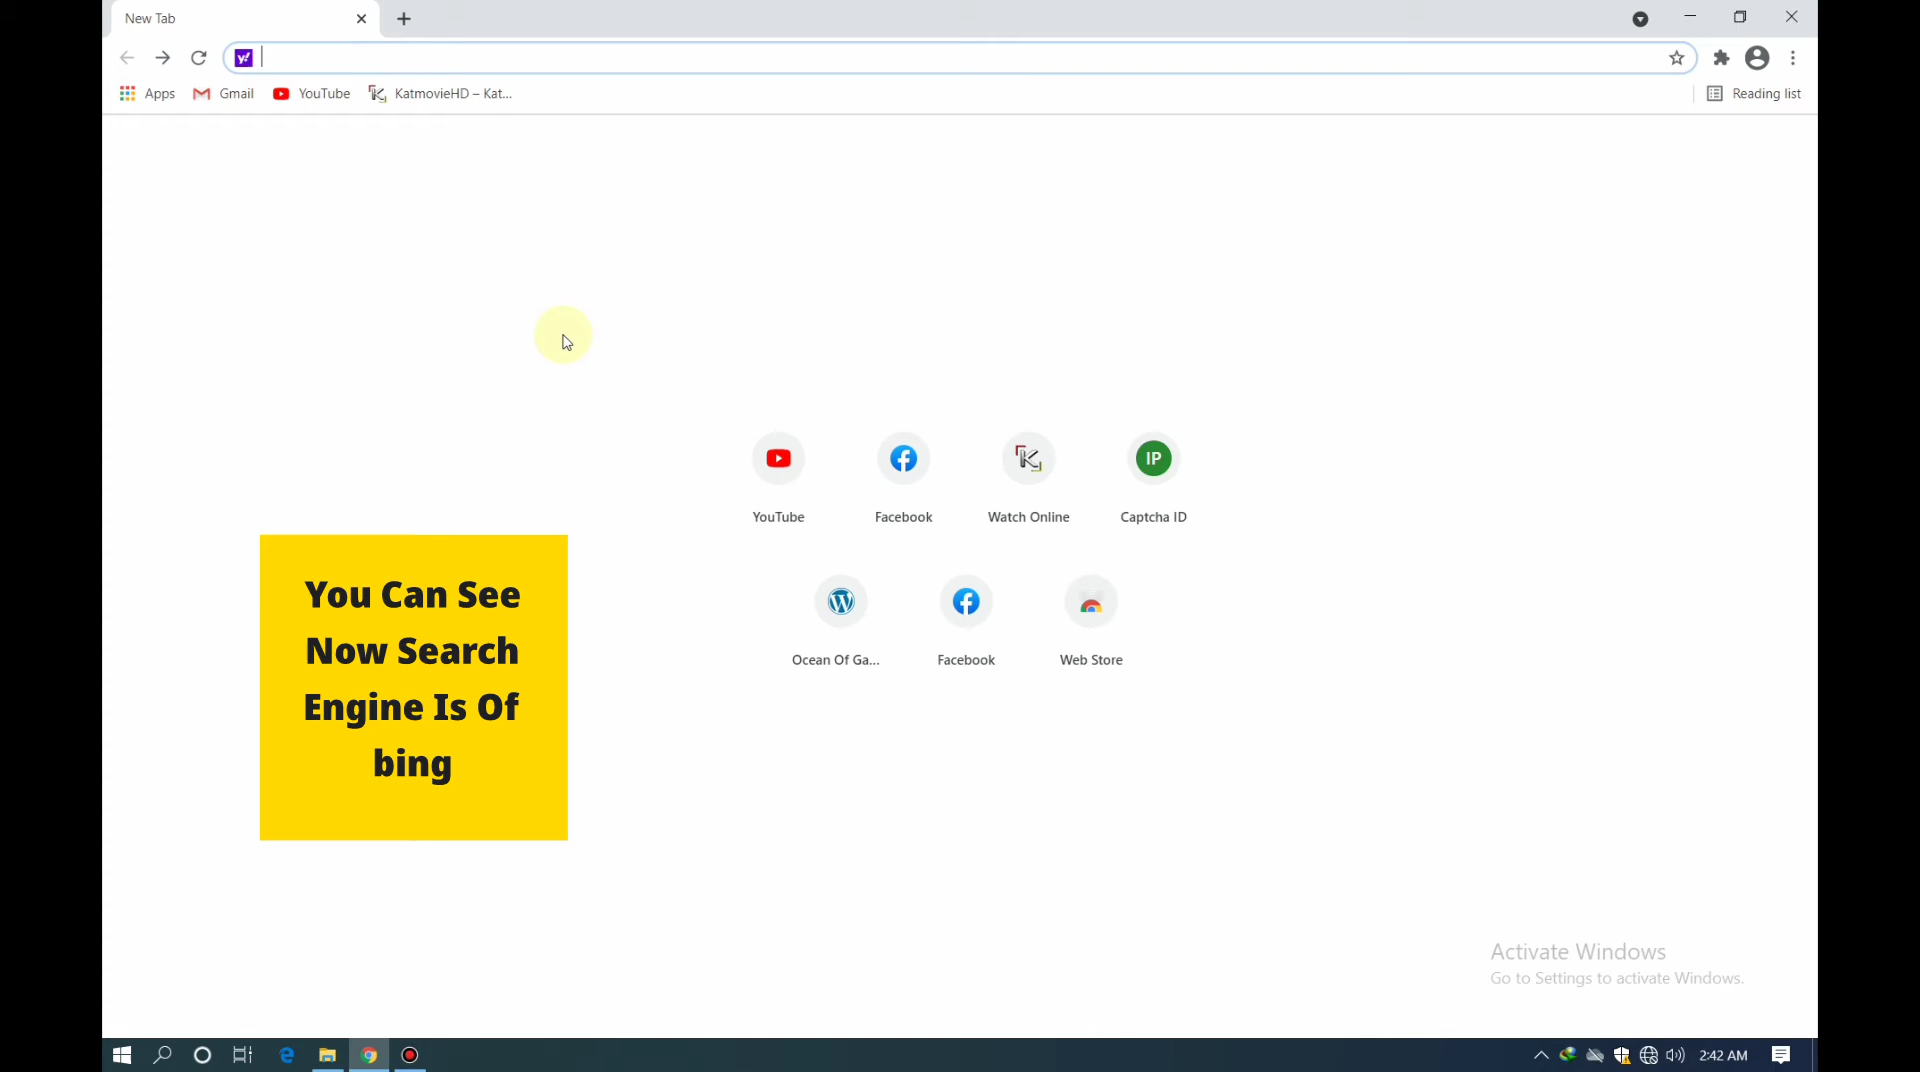 New Tab
y!
Apps
Gmail
YouTube
KatmovieHD – Kat...
Reading list
IP
YouTube
Facebook
Watch Online
Captcha ID
Ocean Of Ga...
Facebook
Web Store
You Can See
Now Search
Engine Is Of
bing
Activate Windows
Go to Settings to activate Windows.
2:42 AM